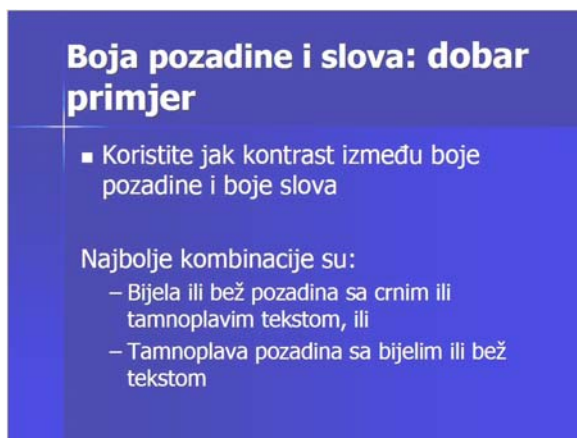 Boja pozadine i slova: dobar
primjer
■ Koristite jak kontrast između boje
pozadine i boje slova
Najbolje kombinacije su:
– Bijela ili bež pozadina sa crnim ili
tamnoplavim tekstom, ili
– Tamnoplava pozadina sa bijelim ili bež
tekstom